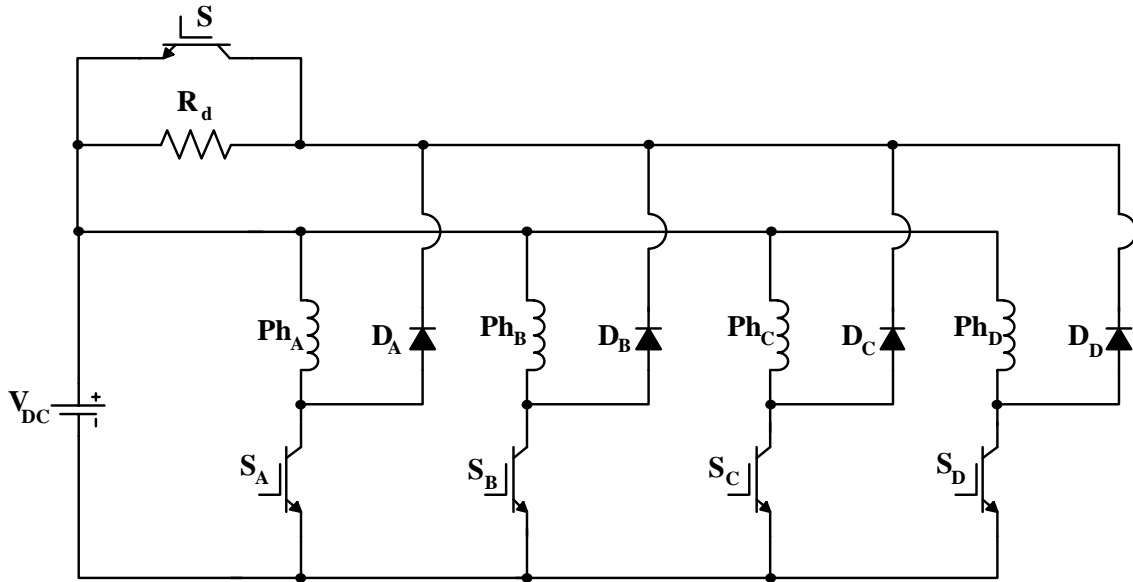 S
R_d
Ph_A
D_A
Ph_B
D_B
Ph_C
D_C
Ph_D
D_D
V_DC
+
-
S_A
S_B
S_C
S_D